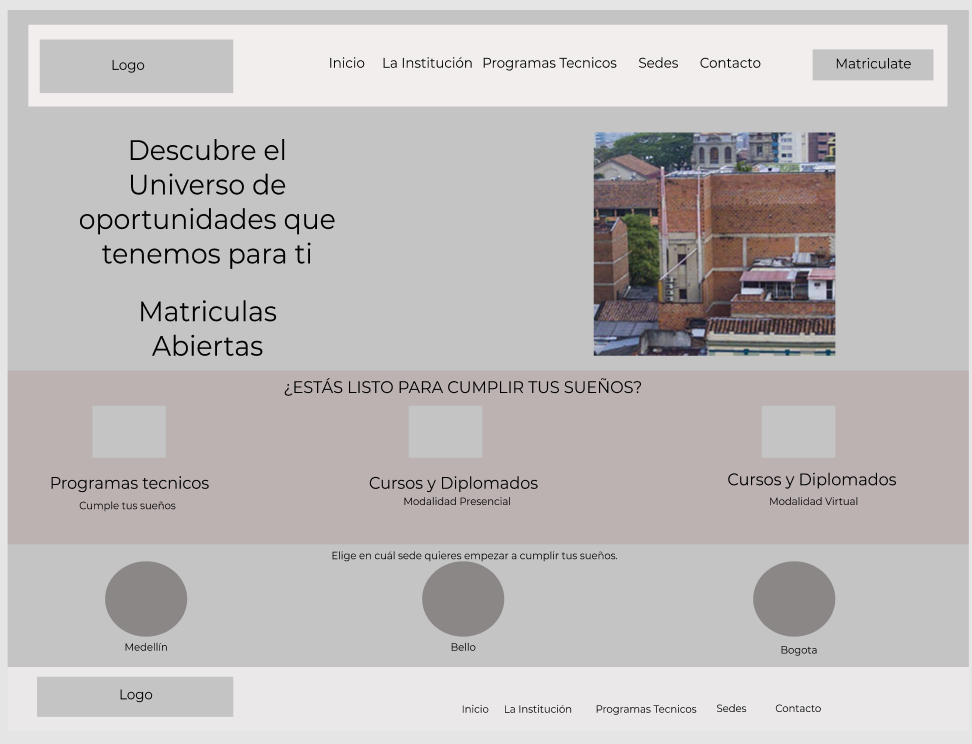 Logo
Inicio La Institución Programas Tecnicos Sedes Contacto
Matriculate
Descubre el
Universo de
oportunidades que
tenemos para ti
Matriculas
Abiertas
¿ESTÁS LISTO PARA CUMPLIR TUS SUEÑOS?
Programas tecnicos
Cumple tus sueños
Cursos y Diplomados
Modalidad Presencial
Cursos y Diplomados
Modalidad Virtual
Elige en cuál sede quieres empezar a cumplir tus sueños.
Medellín
Bello
Bogota
Logo
Inicio La Institución Programas Tecnicos Sedes Contacto